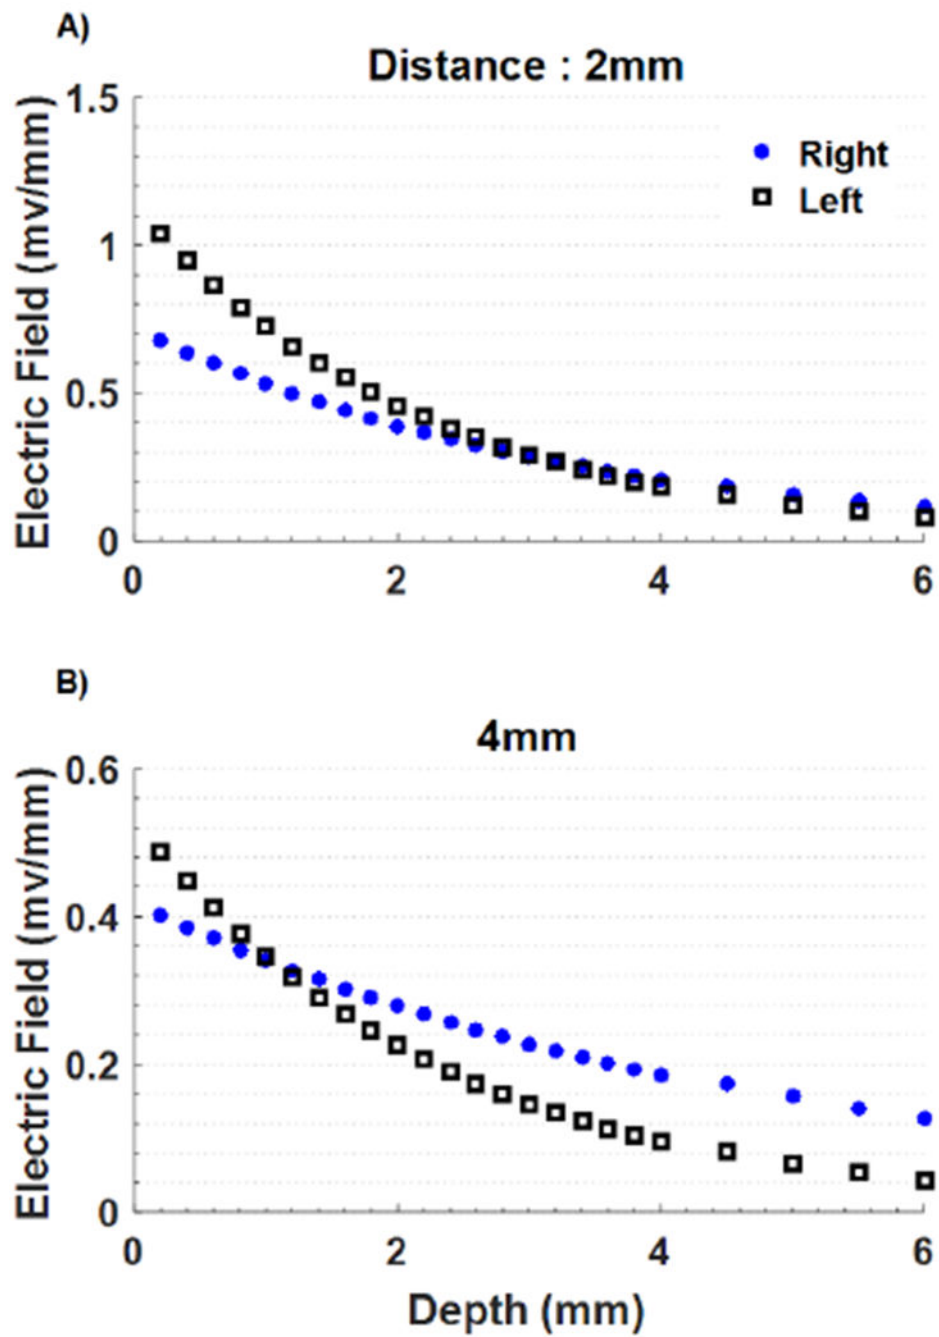 A)
Distance : 2mm
Electric Field (mv/mm)
1.5
1
0.5
0
Right
Left
0 2 4 6
B)
4mm
Electric Field (mv/mm)
0.6
0.4
0.2
0
0 2 4 6
Depth (mm)